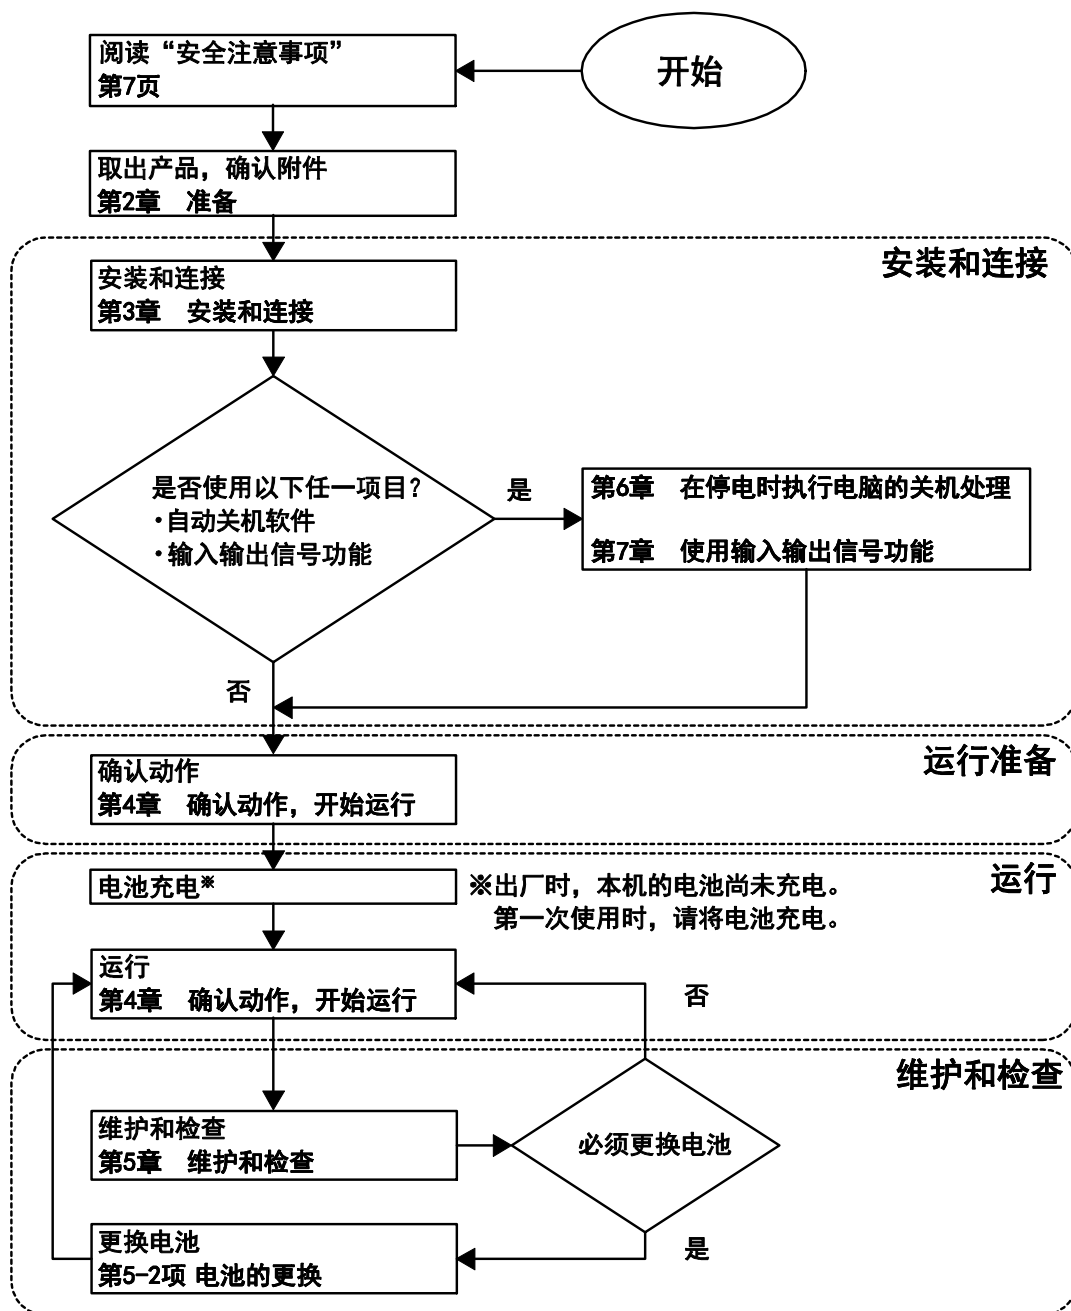 开始
阅读“安全注意事项”
第7页
取出产品，确认附件
第2章　准备
安装和连接
安装和连接
第3章　安装和连接
是否使用以下任一项目？
·自动关机软件
·输入输出信号功能
是
第6章　在停电时执行电脑的关机处理
第7章　使用输入输出信号功能
否
运行准备
确认动作
第4章　确认动作，开始运行
运行
电池充电※
※出厂时，本机的电池尚未充电。
第一次使用时，请将电池充电。
运行
第4章　确认动作，开始运行
否
维护和检查
维护和检查
第5章　维护和检查
必须更换电池
是
更换电池
第5-2项 电池的更换